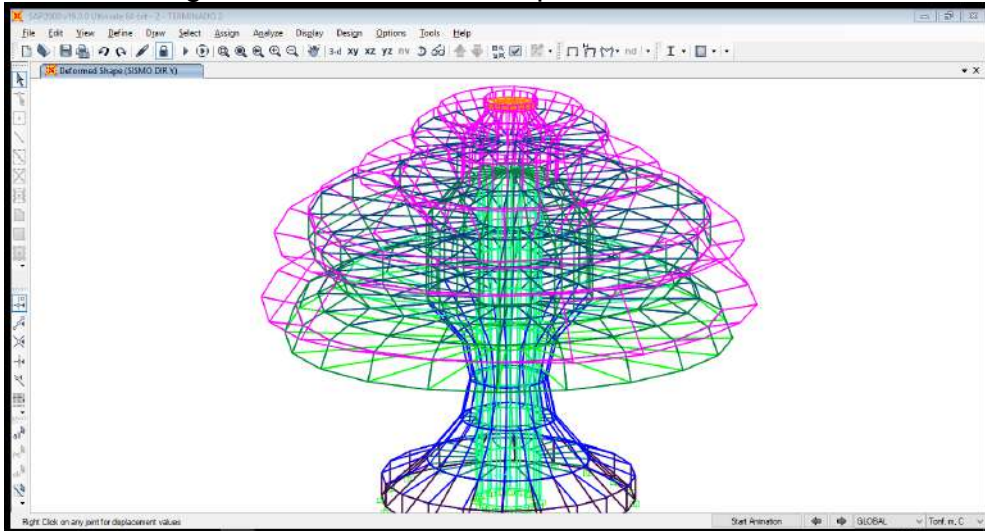 SAP2000 v19.2.0 Ultimate 64-bit - 2 - TERMINADO 2
File Edit View Define Draw Select Assign Analyze Display Design Options Tools Help
3-d xy xz yz nv nd
Deformed Shape (SISMO DIR Y)
Right Click on any joint for displacement values
Start Animation GLOBAL Tonf, m, C